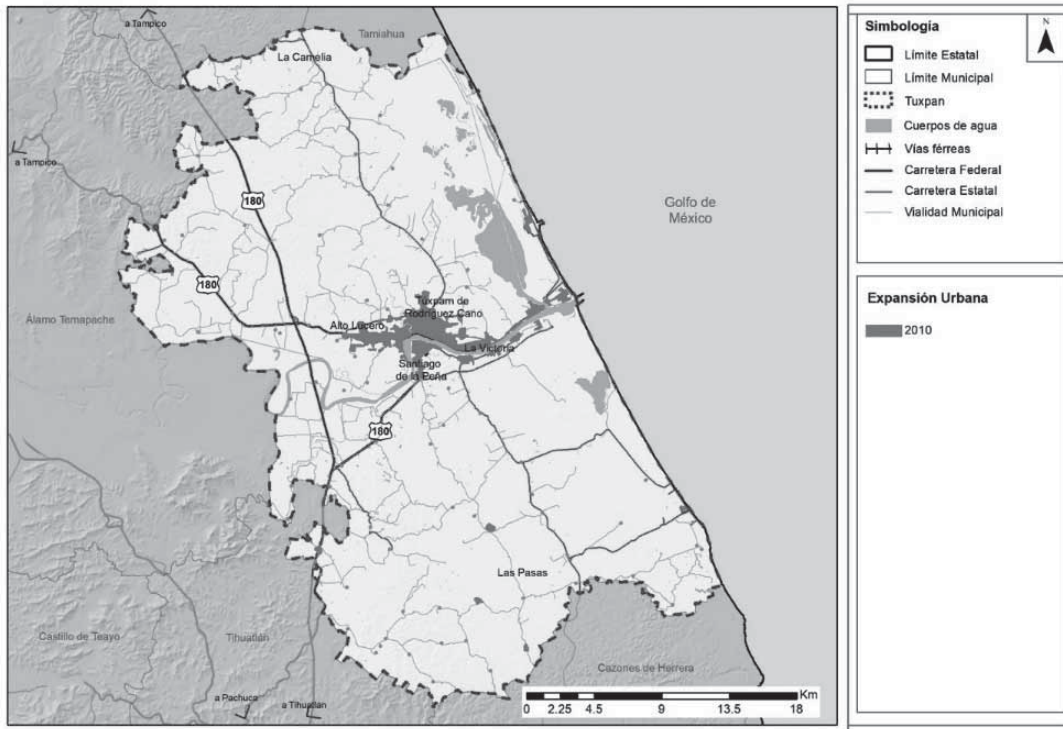 a Tampico
Tamiahua
La Camelia
a Tampico
180
Golfo de
México
180
Álamo Temapache
Alto Lucero
Tuxpam de
Rodríguez Cano
La Victoria
Santiago
de la Peña
180
Las Pasas
Castillo de Teayo
Tihuatlán
Cazones de Herrera
a Pachuca
a Tihuatlan
Km
0 2.25 4.5 9 13.5 18
Simbología
N
Límite Estatal
Límite Municipal
Tuxpan
Cuerpos de agua
Vías férreas
Carretera Federal
Carretera Estatal
Vialidad Municipal
Expansión Urbana
2010